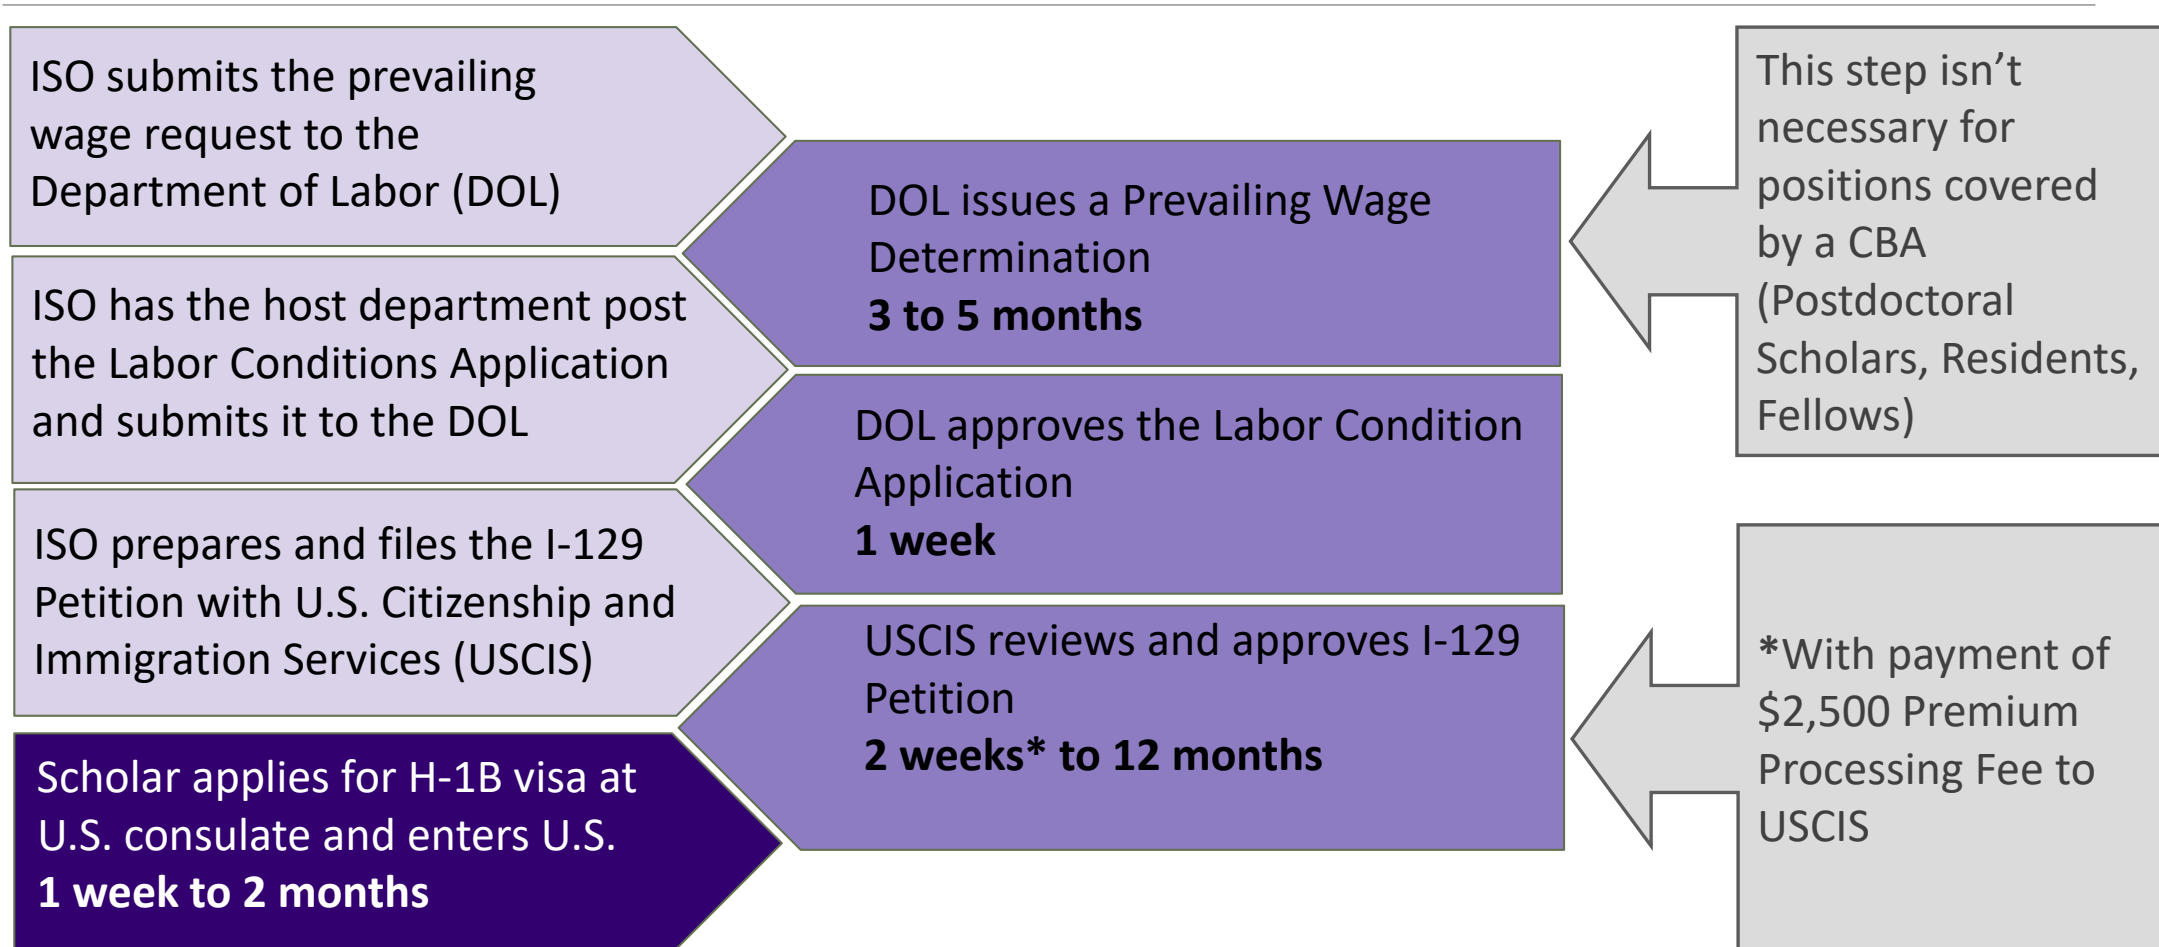 ISO submits the prevailing
wage request to the
Department of Labor (DOL)
DOL issues a Prevailing Wage
Determination
3 to 5 months
This step isn’t
necessary for
positions covered
by a CBA
(Postdoctoral
Scholars, Residents,
Fellows)
ISO has the host department post
the Labor Conditions Application
and submits it to the DOL
DOL approves the Labor Condition
Application
1 week
ISO prepares and files the I-129
Petition with U.S. Citizenship and
Immigration Services (USCIS)
USCIS reviews and approves I-129
Petition
2 weeks* to 12 months
*With payment of
$2,500 Premium
Processing Fee to
USCIS
Scholar applies for H-1B visa at
U.S. consulate and enters U.S.
1 week to 2 months